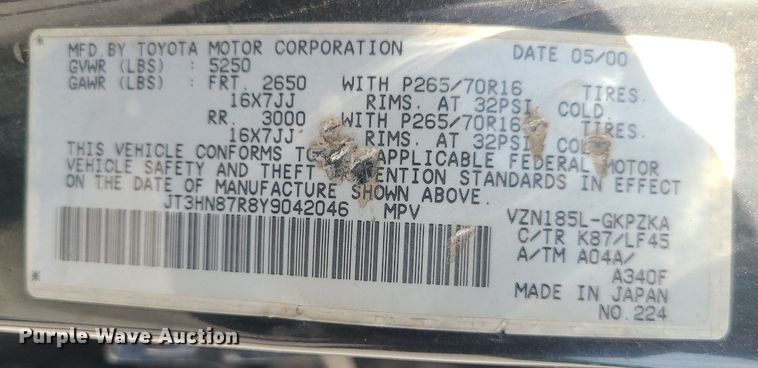 MFD. BY TOYOTA MOTOR CORPORATION DATE 05/00
GVWR (LBS) : 5250
GAWR (LBS) : FRT. 2650 WITH P265/70R16 TIRES.
16X7JJ RIMS. AT 32PSI COLD.
RR. 3000 WITH P265/70R16 TIRES.
16X7JJ RIMS. AT 32PSI COLD
THIS VEHICLE CONFORMS TO APPLICABLE FEDERAL MOTOR
VEHICLE SAFETY AND THEFT STANDARDS IN EFFECT
ON THE DATE OF MANUFACTURE SHOWN ABOVE.
JT3HN87R8Y9042046 MPV VZN185L-GKPZKA
C/TR K87/LF45
A/TM A04A/
A340F
MADE IN JAPAN
NO.224
Purple Wave Auction